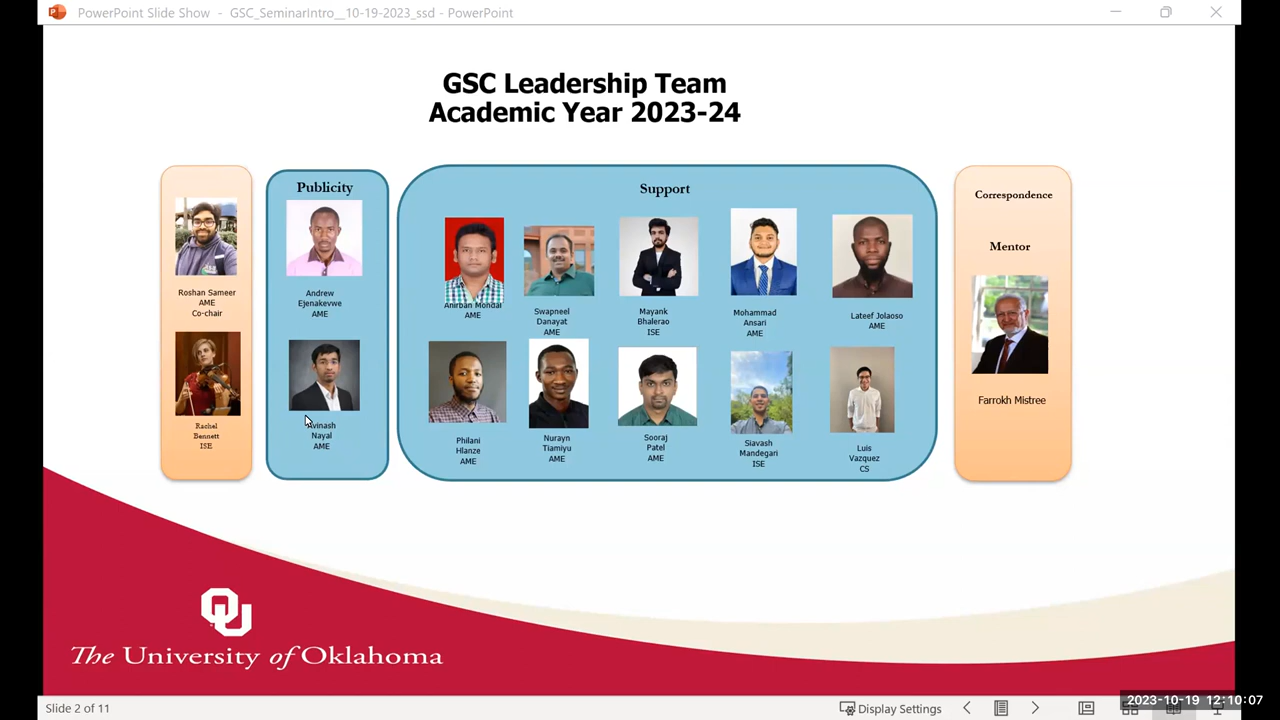 PowerPoint Slide Show - GSC_SeminarIntro__10-19-2023_ssd - PowerPoint
GSC Leadership Team
Academic Year 2023-24
Roshan Sameer
AME
Co-chair
Rachel
Bennett
ISE
Publicity
Andrew
Ejenakevwe
AME
Avinash
Nayal
AME
Support
Anirban Mondal
AME
Swapneel
Danayat
AME
Mayank
Bhalerao
ISE
Mohammad
Ansari
AME
Lateef Jolaoso
AME
Philani
Hlanze
AME
Nurayn
Tiamiyu
AME
Sooraj
Patel
AME
Siavash
Mandegari
ISE
Luis
Vazquez
CS
Correspondence
Mentor
Farrokh Mistree
OU
The University of Oklahoma
Slide 2 of 11
Display Settings
2023-10-19 12:10:07